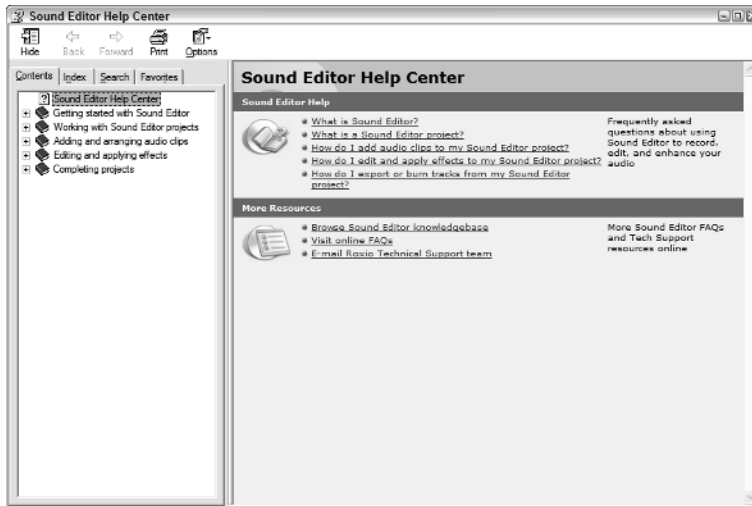 Sound Editor Help Center
Hide Back Forward Print Options
Contents Index Search Favorites
Sound Editor Help Center
Getting started with Sound Editor
Working with Sound Editor projects
Adding and arranging audio clips
Editing and applying effects
Completing projects
Sound Editor Help Center
Sound Editor Help
What is Sound Editor?
What is a Sound Editor project?
How do I add audio clips to my Sound Editor project?
How do I edit and apply effects to my Sound Editor project?
How do I export or burn tracks from my Sound Editor
project?
Frequently asked
questions about using
Sound Editor to record,
edit, and enhance your
audio
More Resources
Browse Sound Editor knowledgebase
Visit online FAQs
E-mail Roxio Technical Support team
More Sound Editor FAQs
and Tech Support
resources online